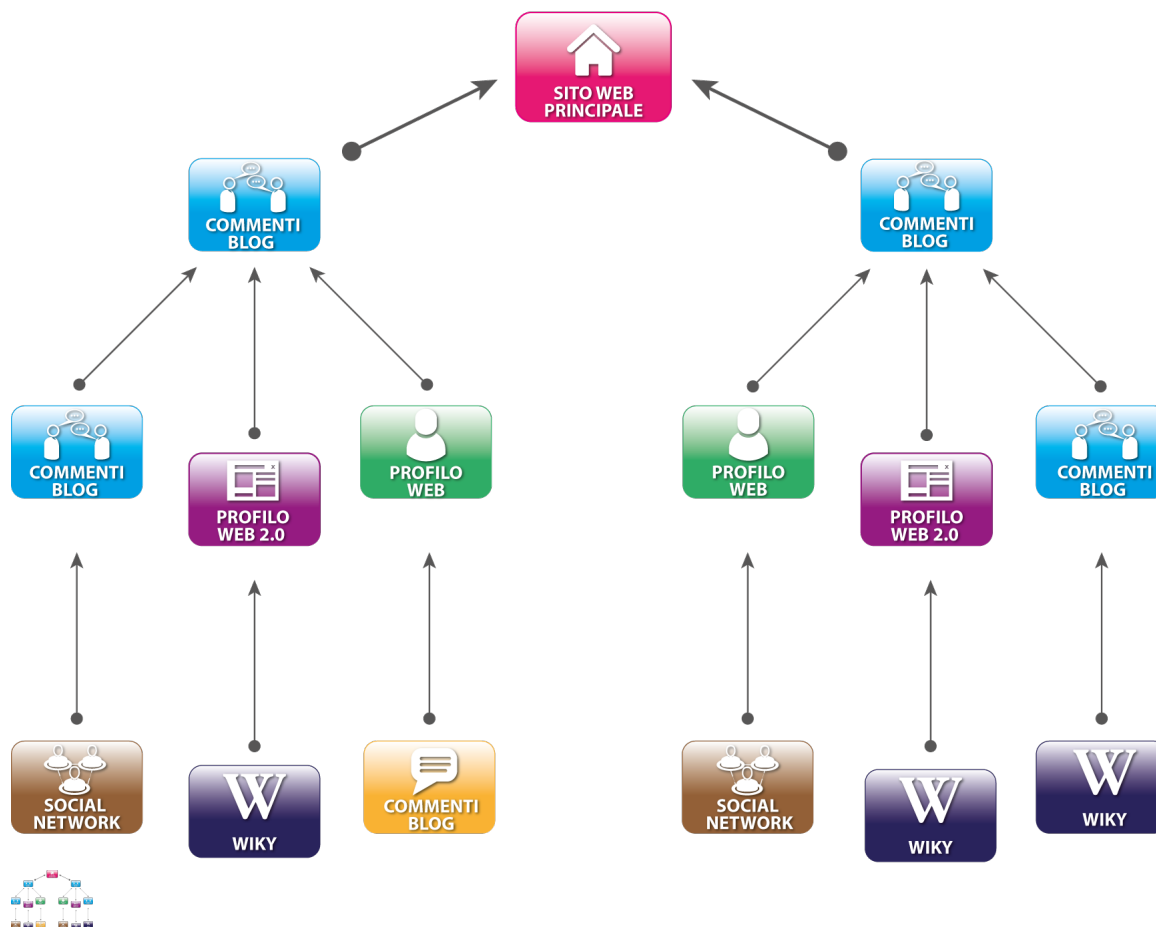 SITO WEB
PRINCIPALE
COMMENTI
BLOG
COMMENTI
BLOG
COMMENTI
BLOG
PROFILO
WEB 2.0
PROFILO
WEB
PROFILO
WEB
PROFILO
WEB 2.0
COMMENTI
BLOG
SOCIAL
NETWORK
W
WIKY
COMMENTI
BLOG
SOCIAL
NETWORK
W
WIKY
W
WIKY